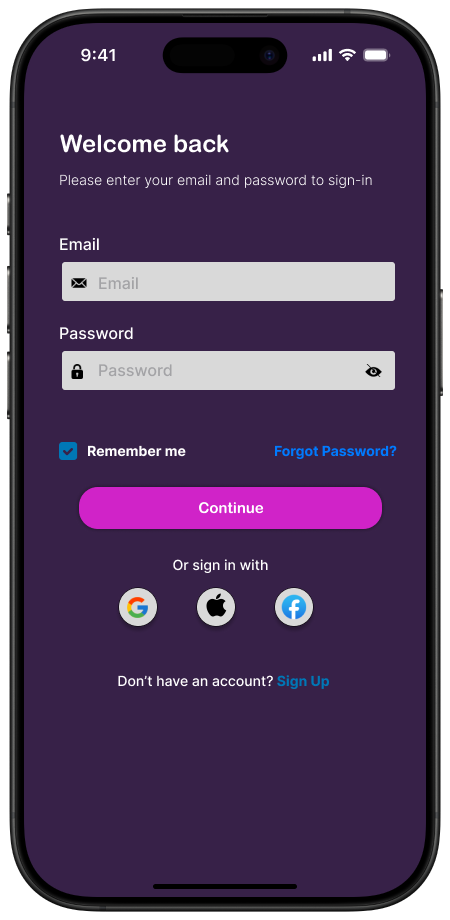 9:41
Welcome back
Please enter your email and password to sign-in
Email
Email
Password
Password
Remember me Forgot Password?
Continue
Or sign in with
Don’t have an account? Sign Up